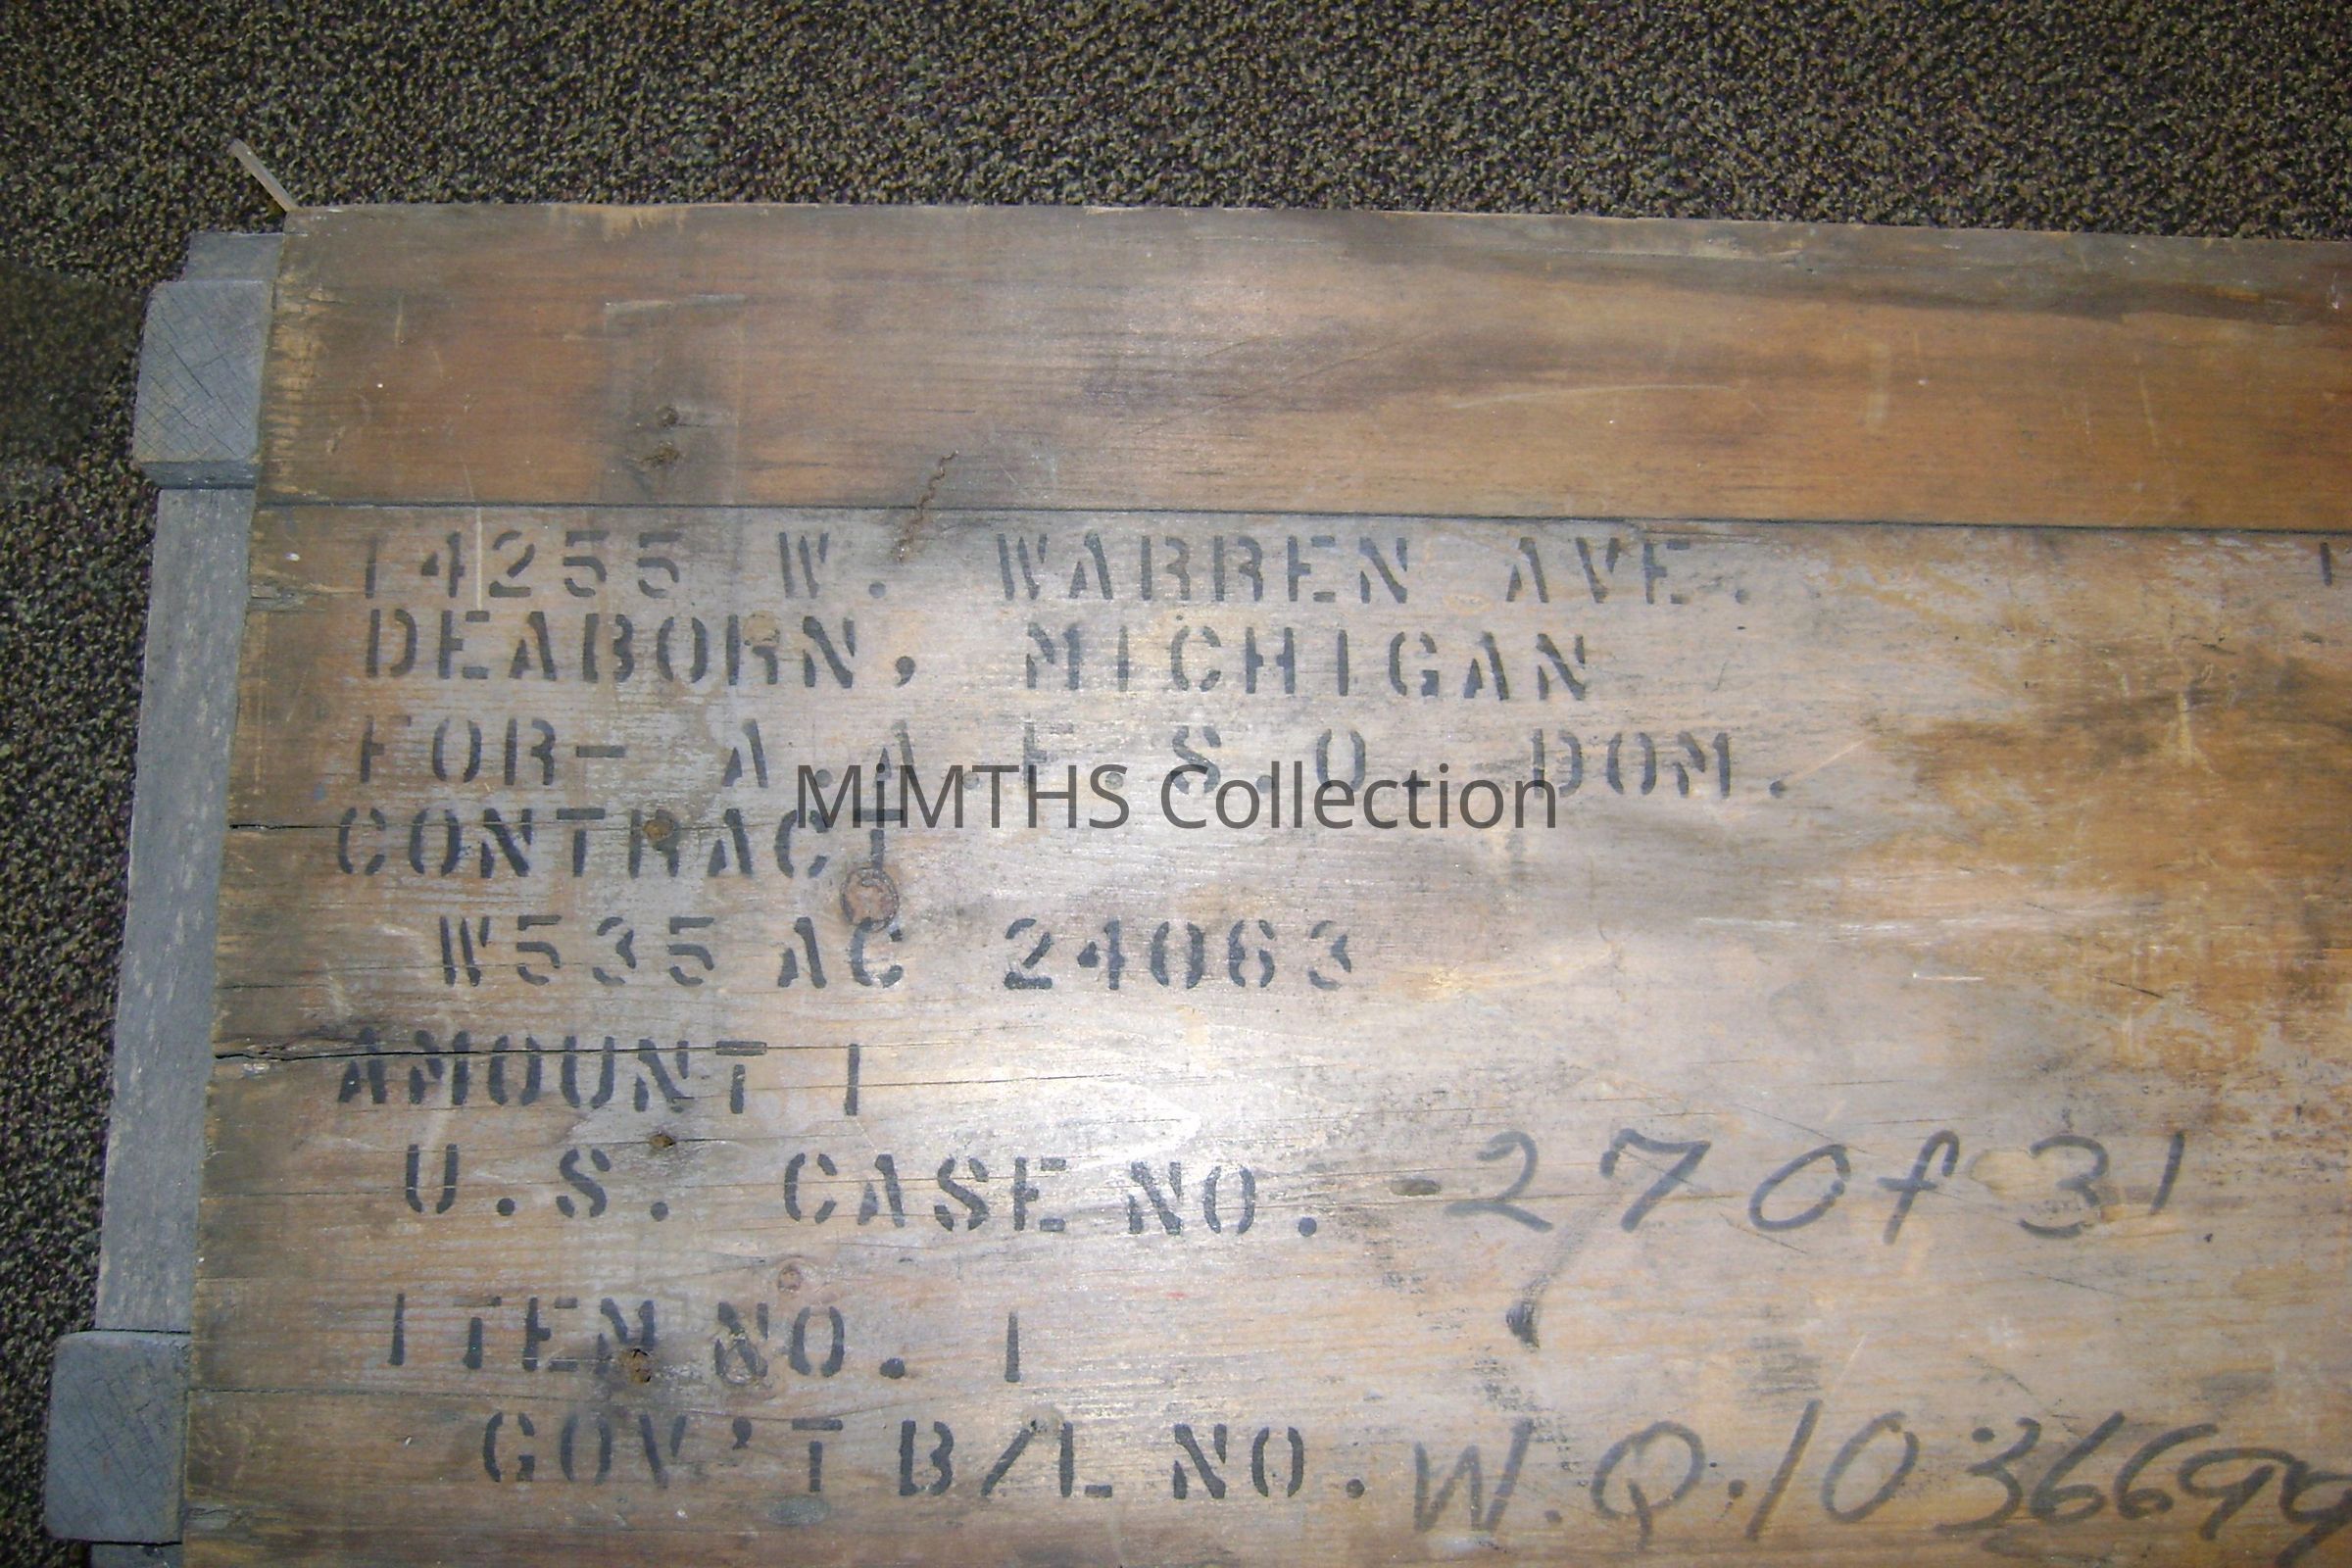 14255 W. WARREN AVE.
DEABORN, MICHIGAN
FOR- A.A.F.S.O. DOM.
MiMTHS Collection
CONTRACT
W535 AC 24063
AMOUNT 1
U.S. CASE NO. 27 of 31
ITEM NO. 1
GOV'T B/L NO. W.Q.10366999